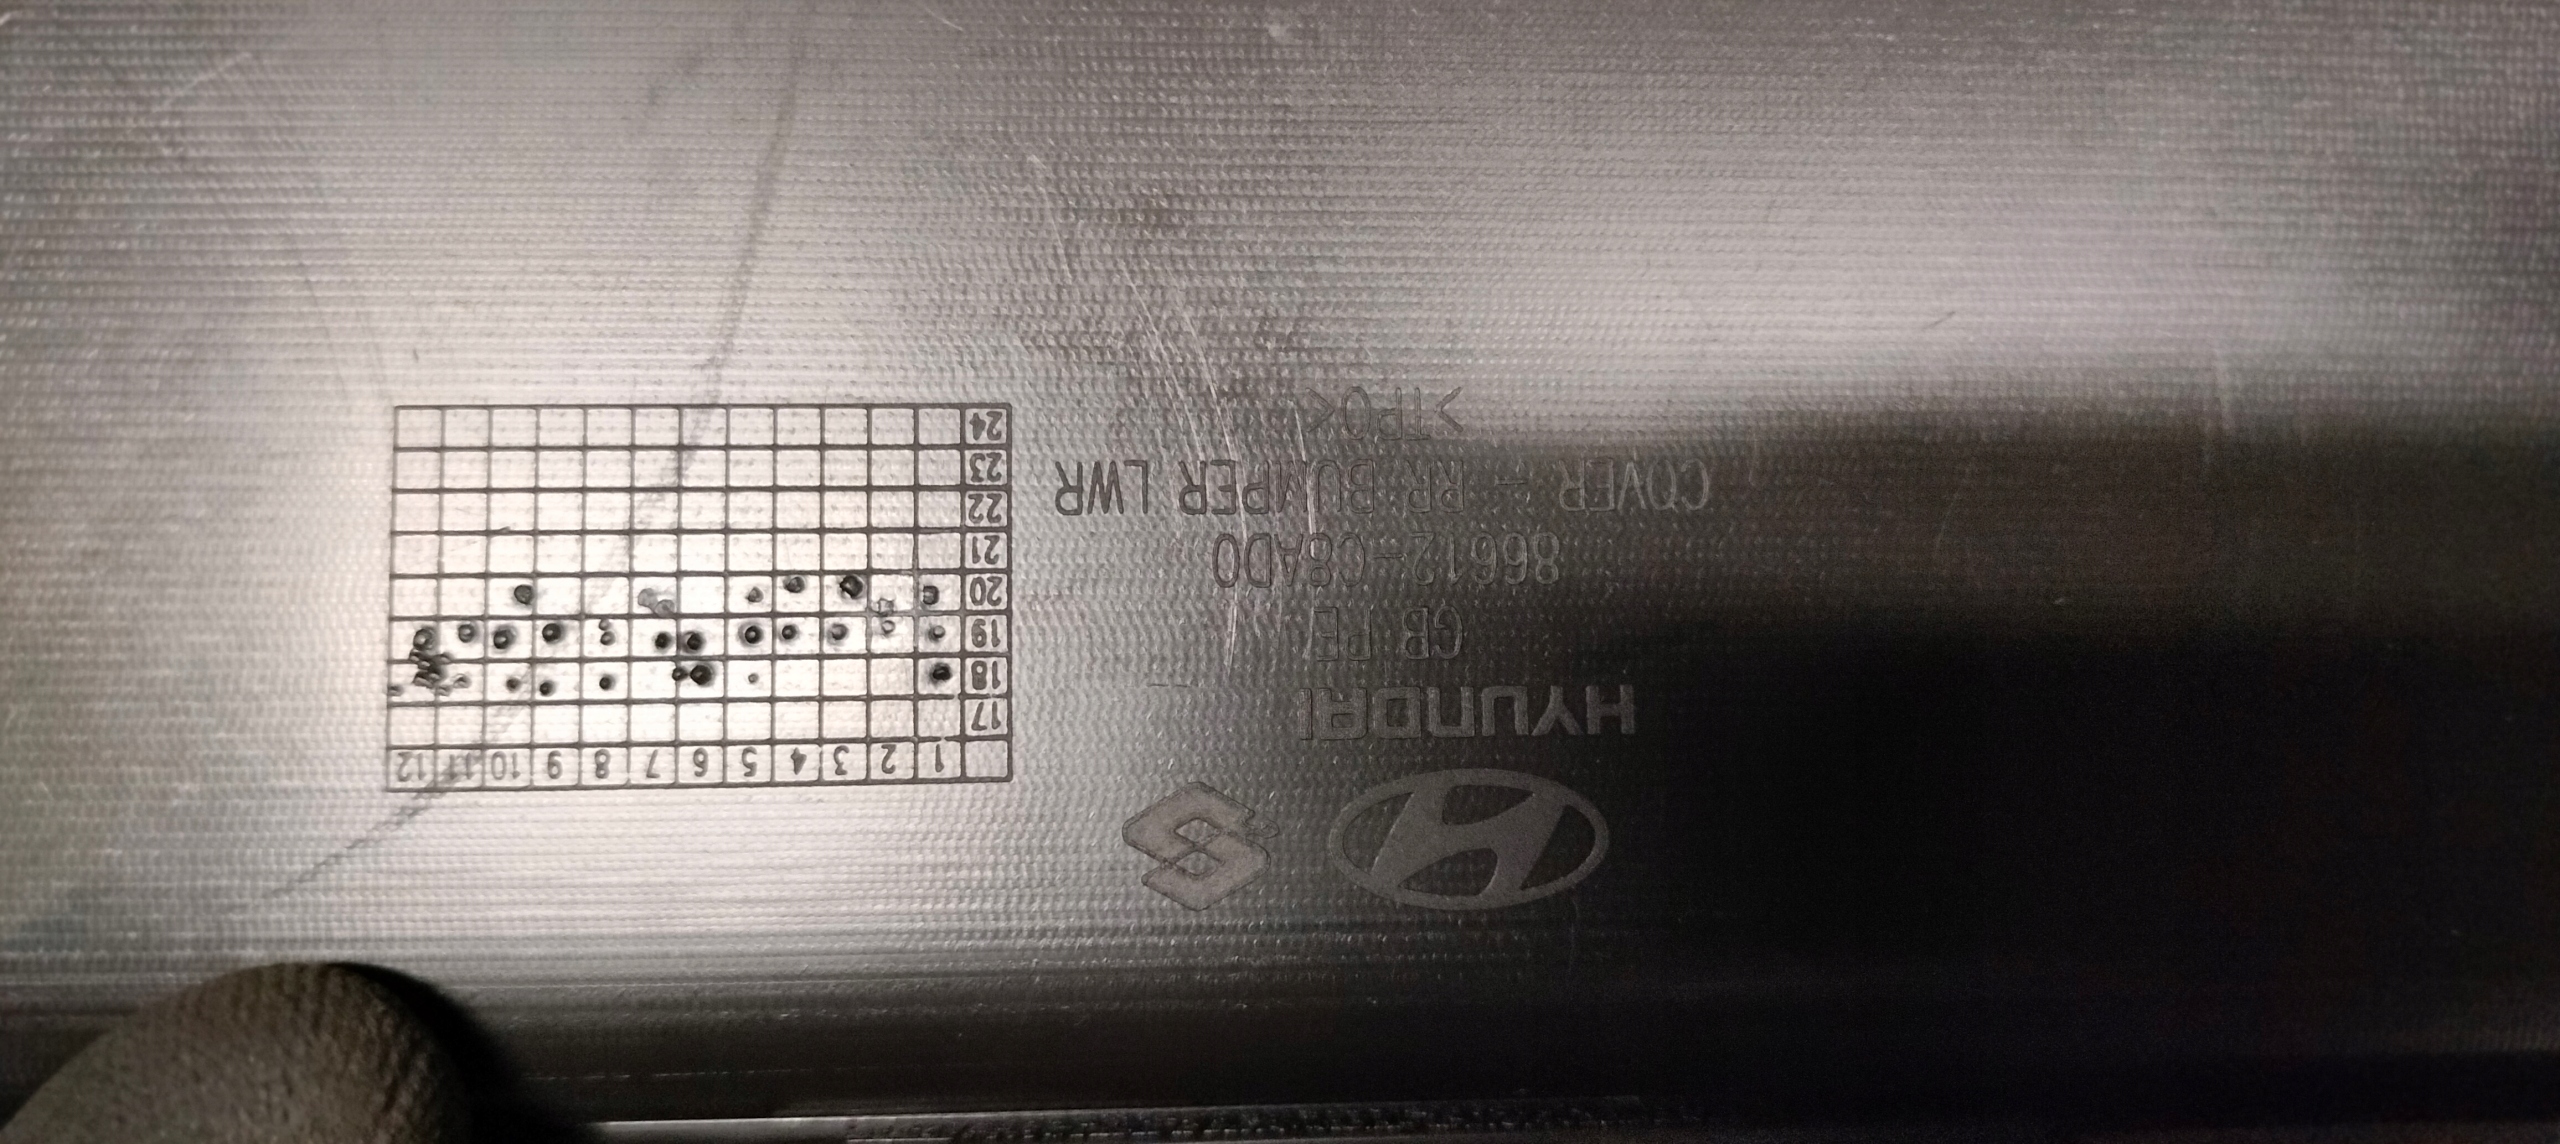 HYUNDAI
GB PE
86612-C8AD0
COVER - RR BUMPER LWR
>TPO<
1 2 3 4 5 6 7 8 9 10 11 12
17
18
19
20
21
22
23
24